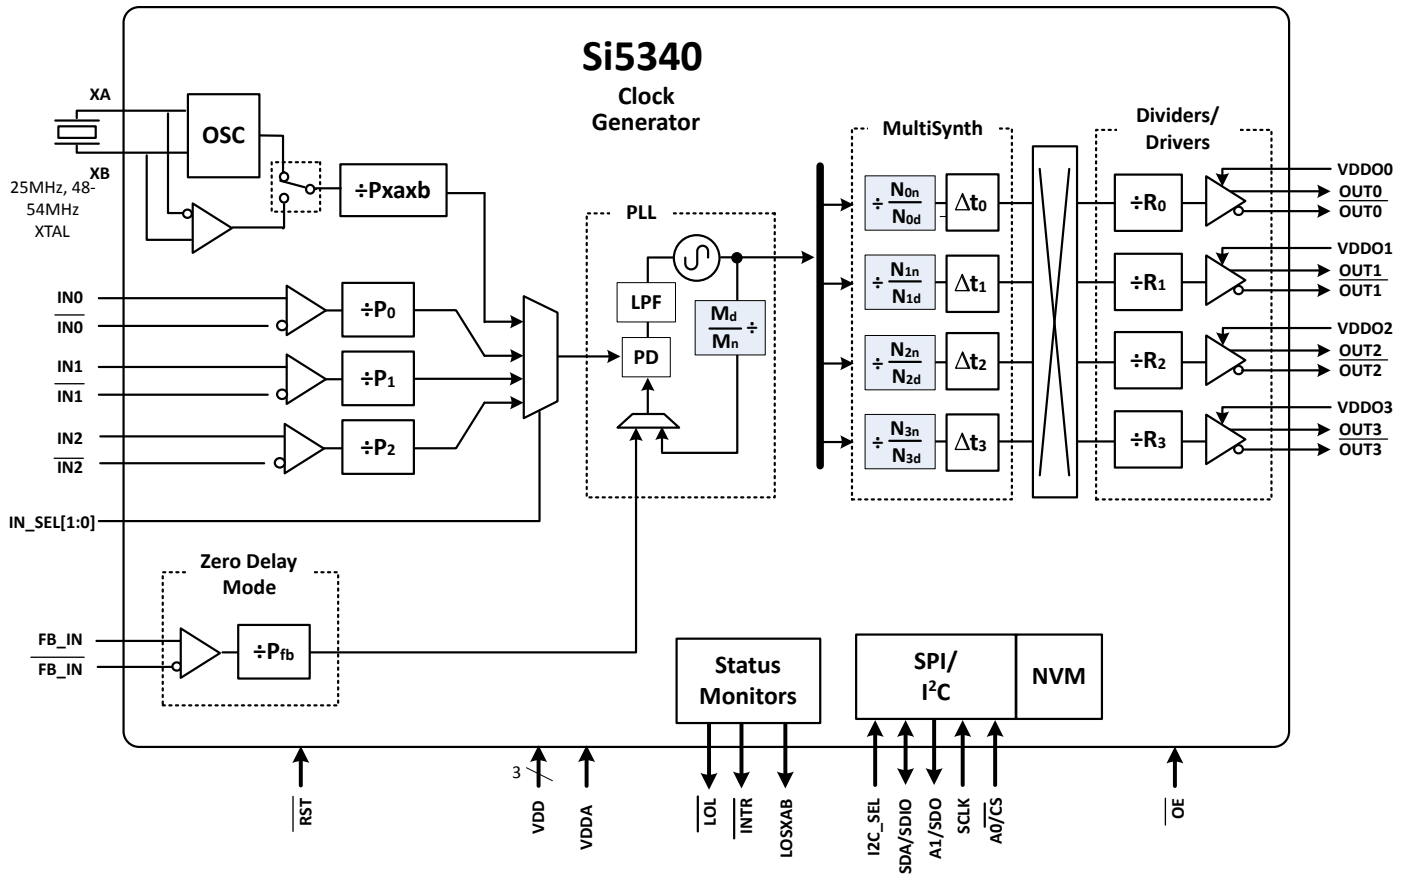 Si5340
Clock
Generator
XA
XB
25MHz, 48-
54MHz
XTAL
OSC
÷Pxaxb
IN0
IN0
÷P0
IN1
IN1
÷P1
IN2
IN2
÷P2
IN_SEL[1:0]
Zero Delay
Mode
FB_IN
FB_IN
÷Pfb
PLL
LPF
PD
Md
Mn
÷
MultiSynth
÷ N0n
N0d
Δt0
÷ N1n
N1d
Δt1
÷ N2n
N2d
Δt2
÷ N3n
N3d
Δt3
Dividers/
Drivers
÷R0
÷R1
÷R2
÷R3
VDDO0
OUT0
OUT0
VDDO1
OUT1
OUT1
VDDO2
OUT2
OUT2
VDDO3
OUT3
OUT3
Status
Monitors
SPI/
I²C
NVM
RST
3
VDD
VDDA
LOL
INTR
LOSXAB
I2C_SEL
SDA/SDIO
A1/SDO
SCLK
A0/CS
OE